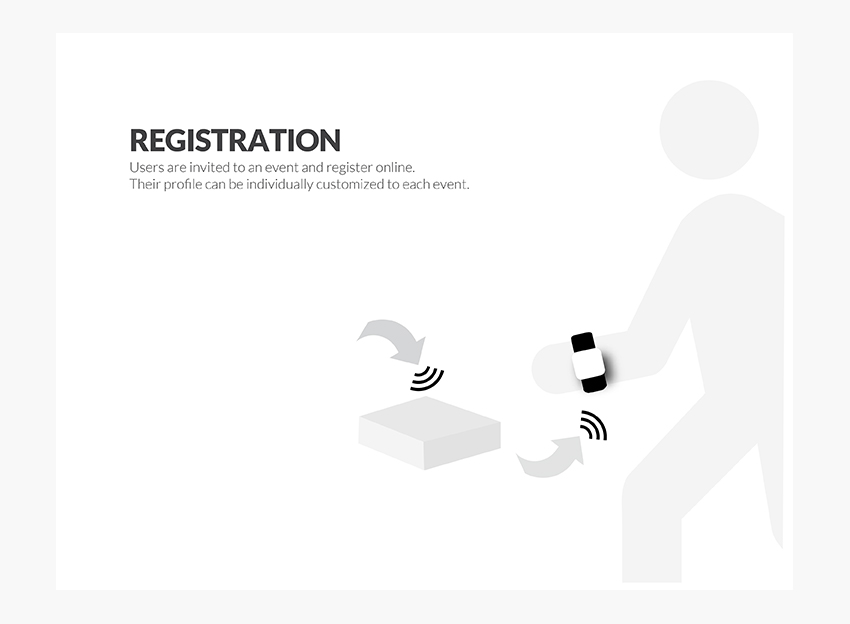 REGISTRATION
Users are invited to an event and register online.
Their profile can be individually customized to each event.